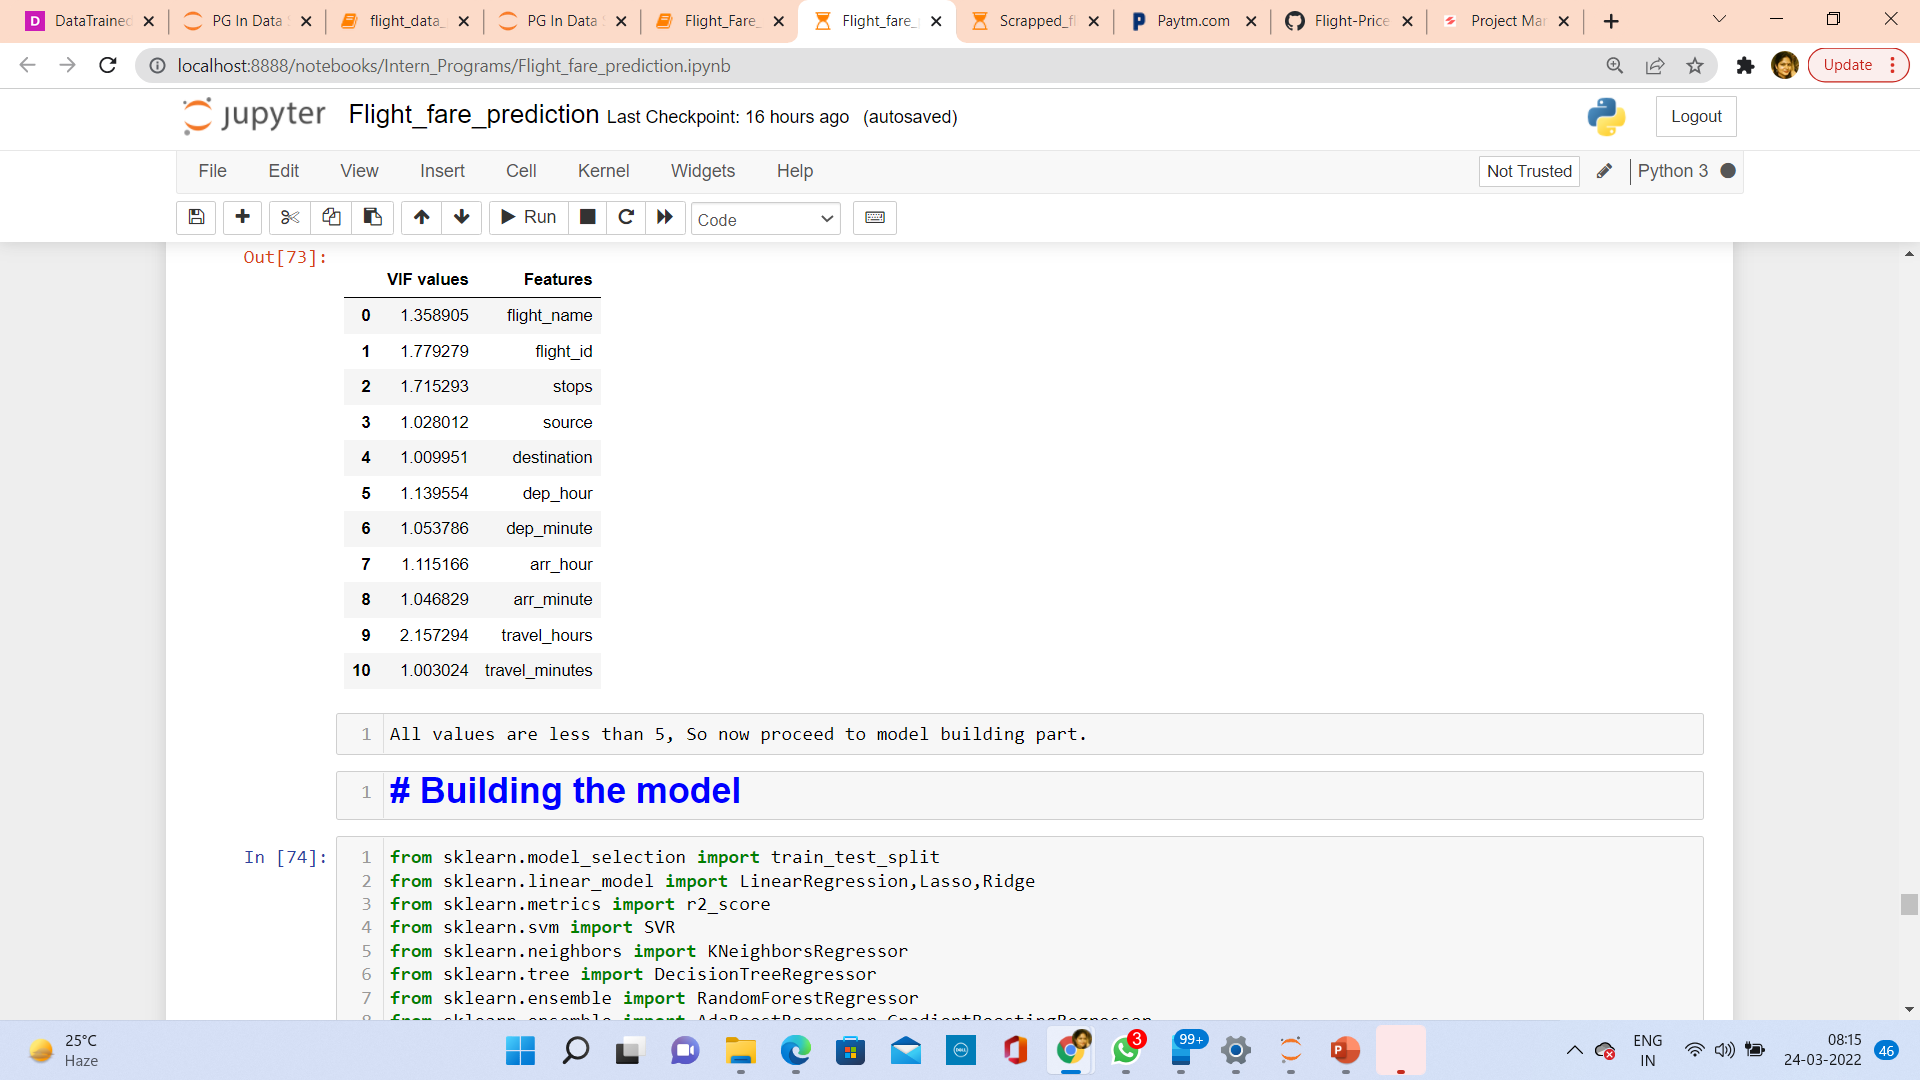 DataTrained
PG In Data
flight_data_
PG In Data
Flight_Fare_
Flight_fare_
Scrapped_fl
Paytm.com
Flight-Price
Project Mar
localhost:8888/notebooks/Intern_Programs/Flight_fare_prediction.ipynb
Update
jupyter Flight_fare_prediction Last Checkpoint: 16 hours ago (autosaved)
Logout
File Edit View Insert Cell Kernel Widgets Help
Not Trusted
Python 3
Run
Code
Out[73]:
VIF values Features
0 1.358905 flight_name
1 1.779279 flight_id
2 1.715293 stops
3 1.028012 source
4 1.009951 destination
5 1.139554 dep_hour
6 1.053786 dep_minute
7 1.115166 arr_hour
8 1.046829 arr_minute
9 2.157294 travel_hours
10 1.003024 travel_minutes
1 All values are less than 5, So now proceed to model building part.
1 # Building the model
In [74]:
1 from sklearn.model_selection import train_test_split
2 from sklearn.linear_model import LinearRegression,Lasso,Ridge
3 from sklearn.metrics import r2_score
4 from sklearn.svm import SVR
5 from sklearn.neighbors import KNeighborsRegressor
6 from sklearn.tree import DecisionTreeRegressor
7 from sklearn.ensemble import RandomForestRegressor
8 from sklearn.ensemble import AdaBoostRegressor,GradientBoostingRegressor
25°C
Haze
3
99+
ENG
IN
08:15
24-03-2022
46